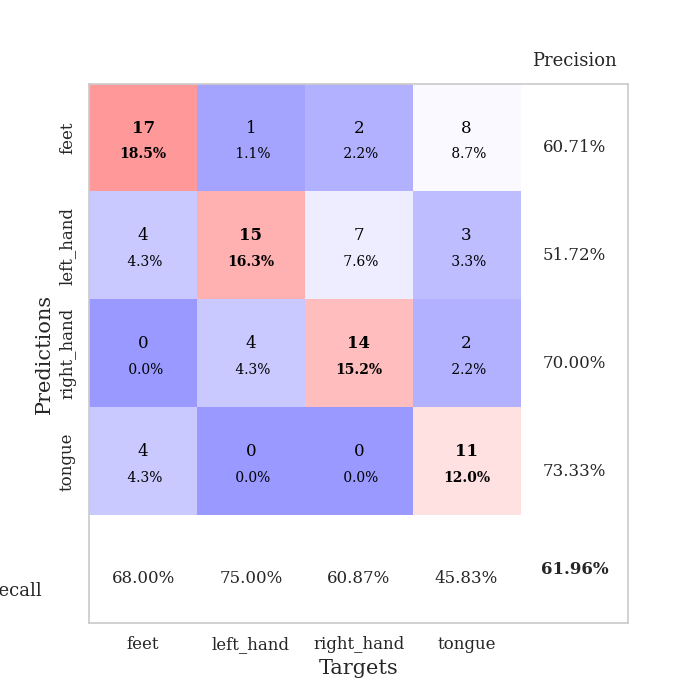 Precision
feet
17 1 2 8
18.5% 1.1% 2.2% 8.7%
60.71%
left_hand
4 15 7 3
4.3% 16.3% 7.6% 3.3%
51.72%
Predictions
right_hand
0 4 14 2
0.0% 4.3% 15.2% 2.2%
70.00%
tongue
4 0 0 11
4.3% 0.0% 0.0% 12.0%
73.33%
ecall
68.00% 75.00% 60.87% 45.83%
61.96%
feet left_hand right_hand tongue
Targets